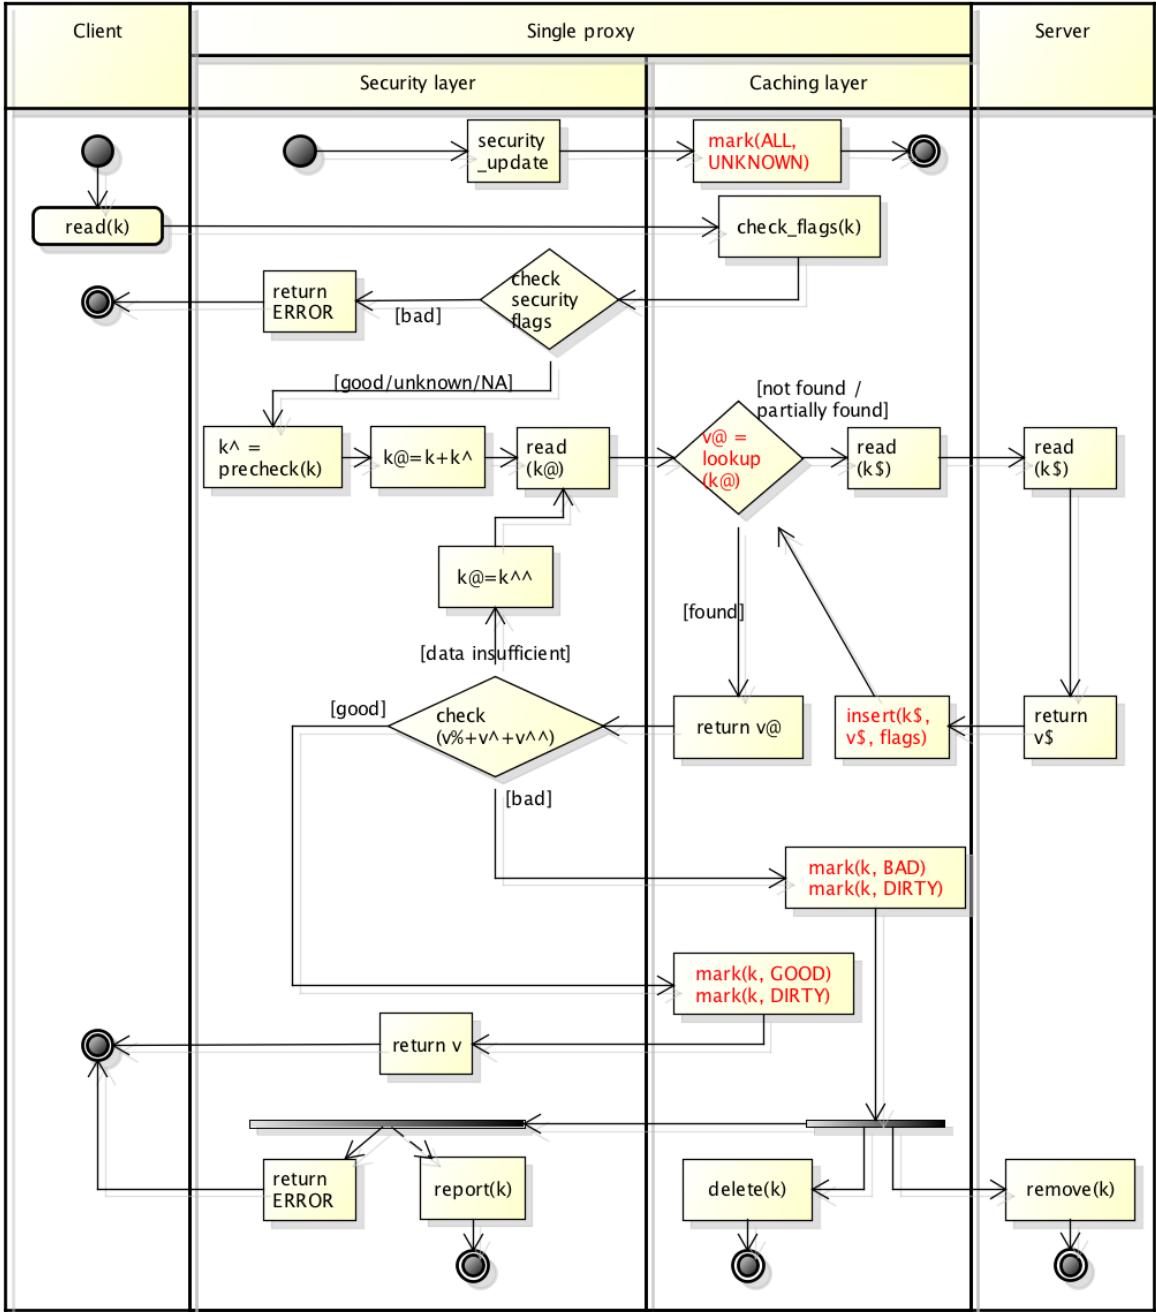 Client
Single proxy
Server
Security layer
Caching layer
security
_update
mark(ALL,
UNKNOWN)
read(k)
check_flags(k)
return
ERROR
[bad]
check
security
flags
[good/unknown/NA]
[not found /
partially found]
k^ =
precheck(k)
k@=k+k^
read
(k@)
v@ =
lookup
(k@)
read
(k$)
read
(k$)
k@=k^^
[found]
[data insufficient]
[good]
check
(v%+v^+v^^)
return v@
insert(k$,
v$, flags)
return
v$
[bad]
mark(k, BAD)
mark(k, DIRTY)
mark(k, GOOD)
mark(k, DIRTY)
return v
return
ERROR
report(k)
delete(k)
remove(k)